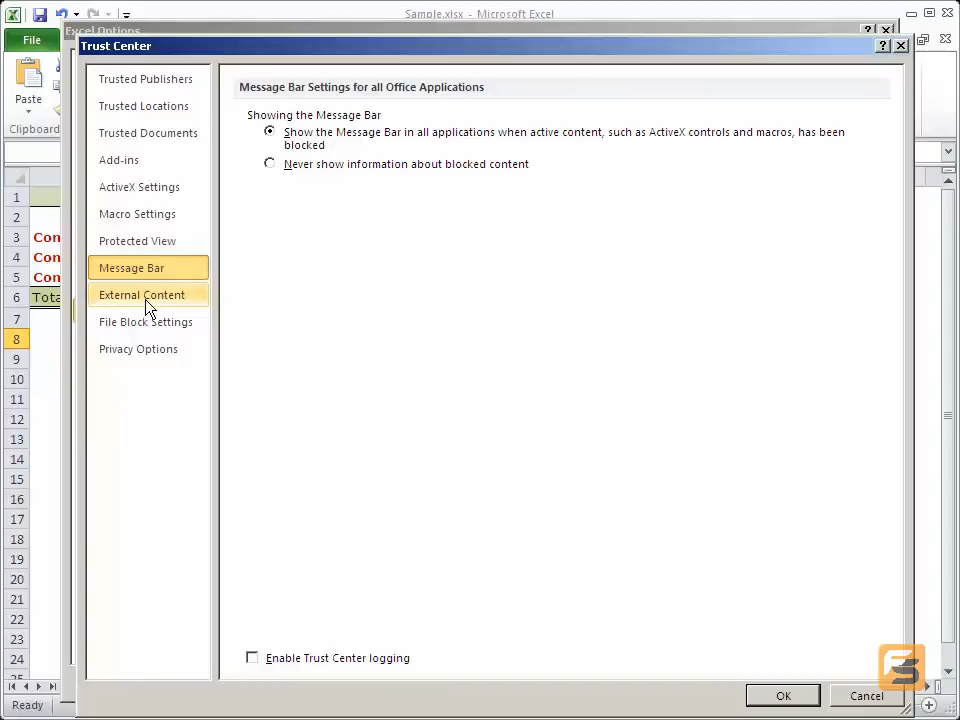 Sample.xlsx - Microsoft Excel
Excel Options
File
Trust Center
Paste
Clipboard
Trusted Publishers
Trusted Locations
Trusted Documents
Add-ins
ActiveX Settings
Macro Settings
Protected View
Message Bar
External Content
File Block Settings
Privacy Options
Message Bar Settings for all Office Applications
Showing the Message Bar
Show the Message Bar in all applications when active content, such as ActiveX controls and macros, has been
blocked
Never show information about blocked content
Enable Trust Center logging
OK
Cancel
1
2
3 Con
4 Con
5 Con
6 Tota
7
8
9
10
11
12
13
14
15
16
17
18
19
20
21
22
23
24
Ready